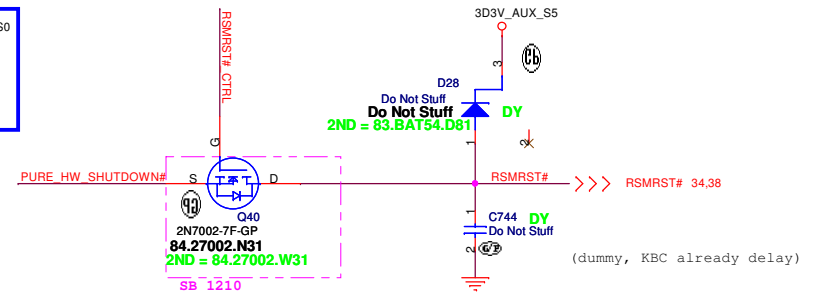 S0
RSMRST#_CTRL
3D3V_AUX_S5
3
D28
Do Not Stuff
Do Not Stuff
DY
2ND = 83.BAT54.D81
G
1
2
PURE_HW_SHUTDOWN#
S
D
RSMRST#
RSMRST# 34,38
Q40
2N7002-7F-GP
84.27002.N31
2ND = 84.27002.W31
SB 1210
1
C744
DY
Do Not Stuff
2
(dummy, KBC already delay)